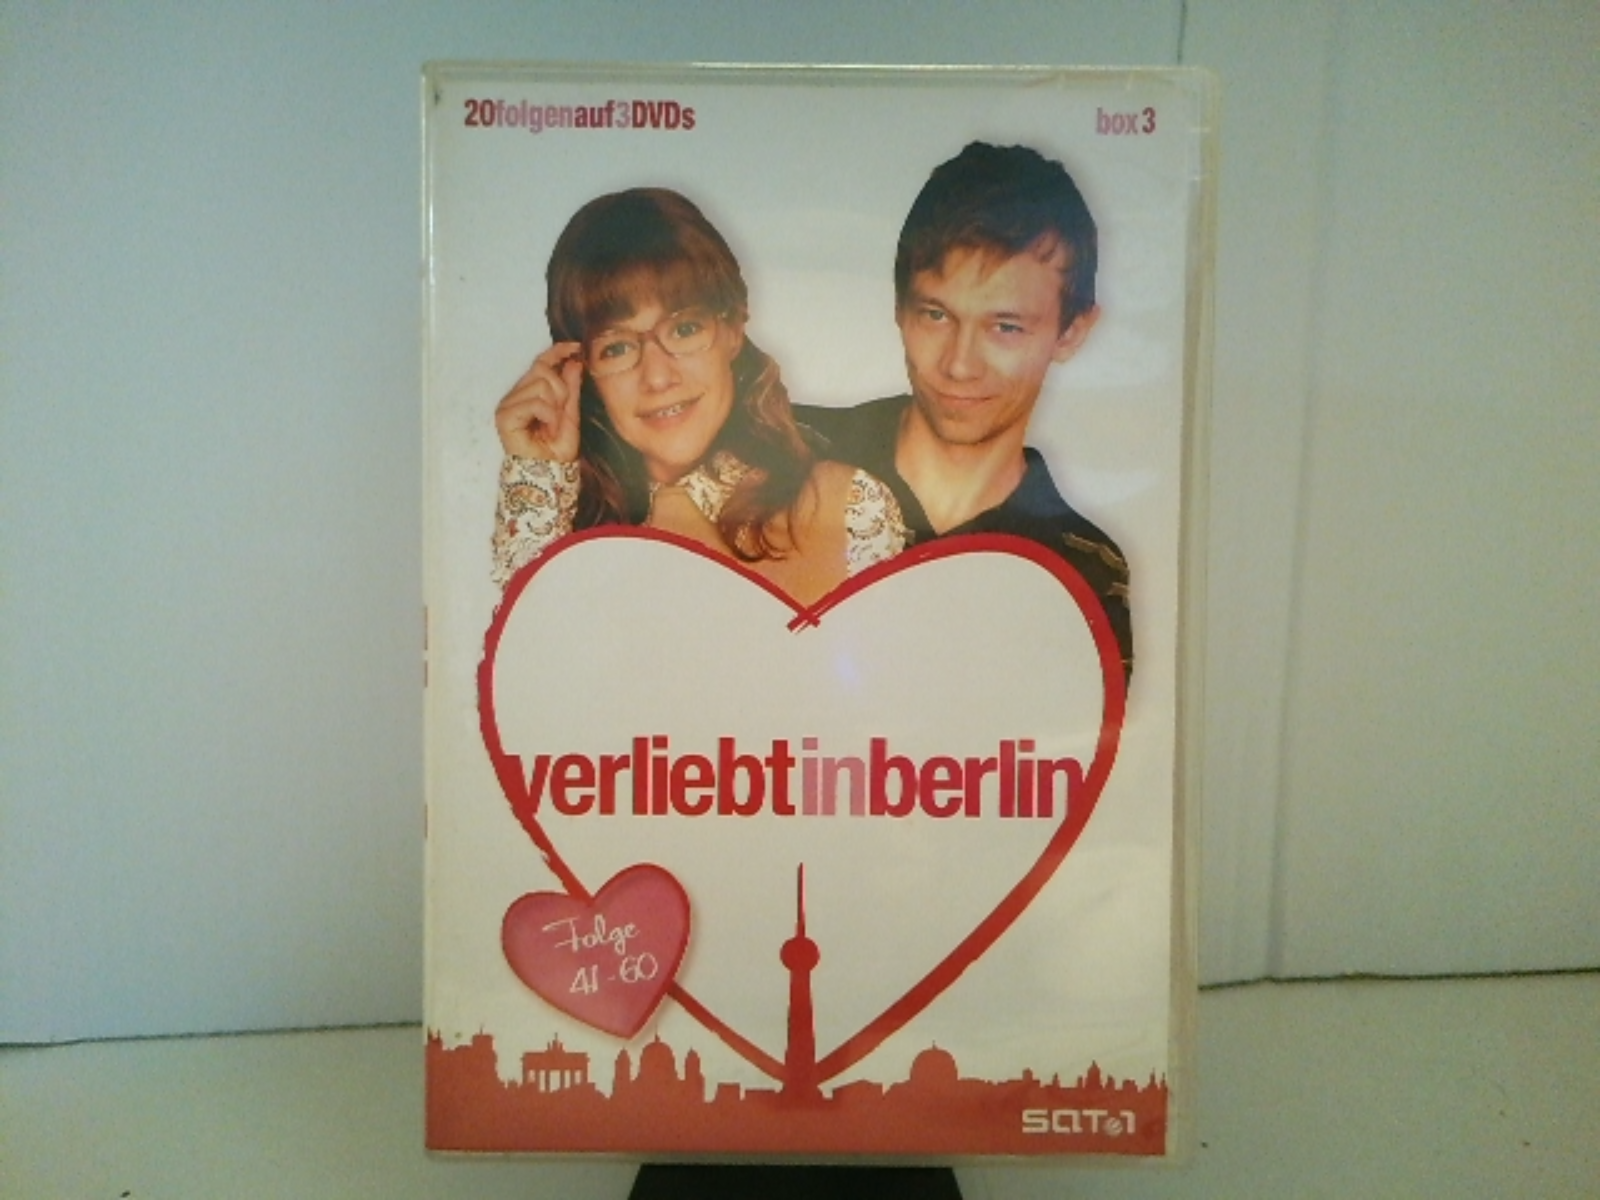 20folgenauf3DVDs
box 3
verliebtinberlin
Folge
41-60
SAT.1